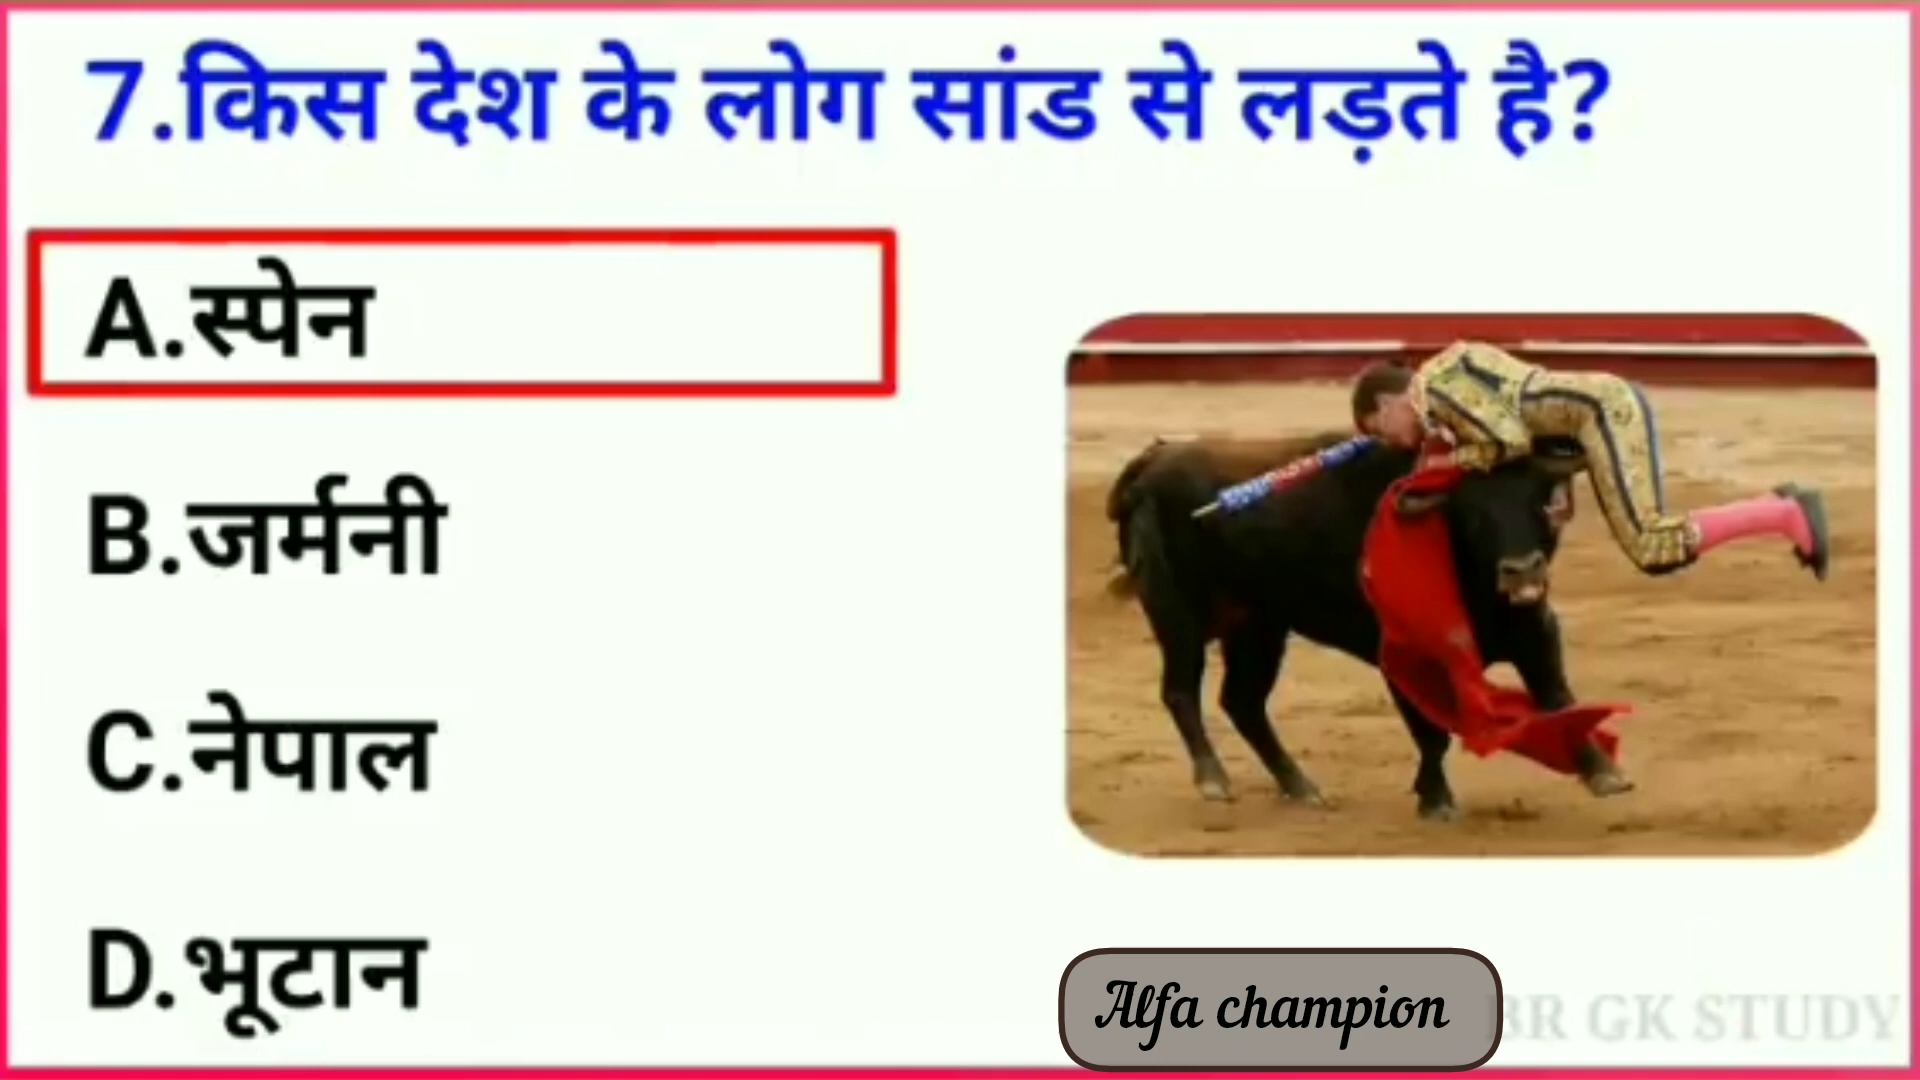 7.किस देश के लोग सांड से लड़ते है?
A.स्पेन
B.जर्मनी
C.नेपाल
D.भूटान
Alfa champion
BR GK STUDY